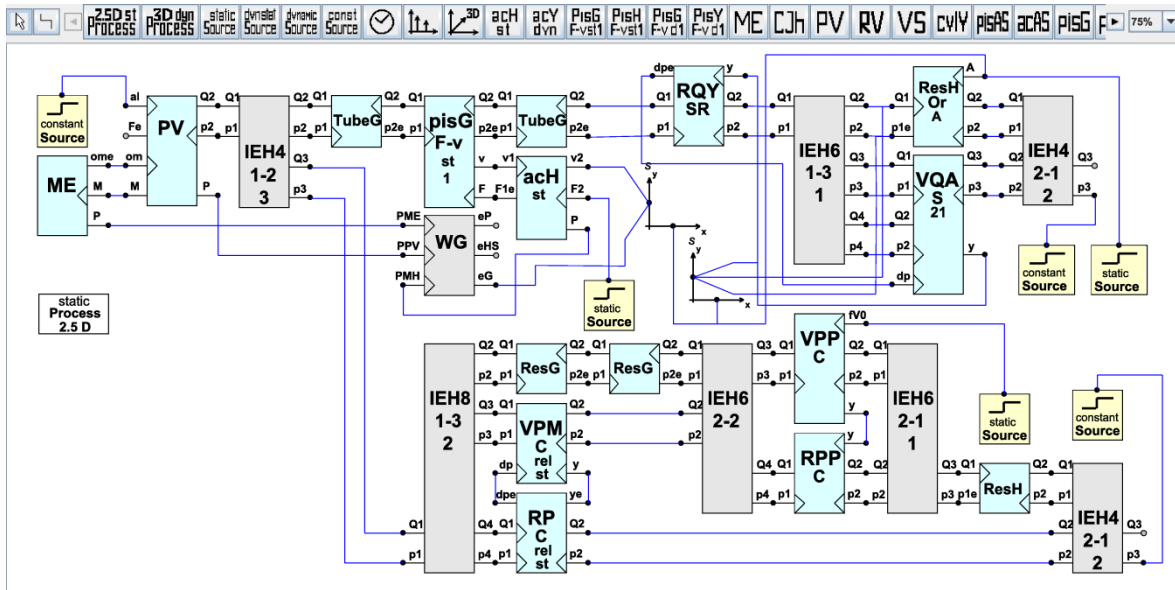 2.5D st Process
3D dyn Process
static Source
dynstat Source
dynamic Source
const Source
3D
acH st
acY dyn
PisG F-vst1
PisH F-vst1
PisG F-v d1
PisY F-v d1
ME
CJh
PV
RV
VS
cvlY
pisAS
acAS
pisG
75%
constant
Source
al
Fe
ome om
M M
P
ME
PV
Q2 Q1
p2 p1
P
IEH4
1-2
3
Q2 Q1
p2 p1
Q3
p3
TubeG
Q2 Q1
p2e p1
pisG
F-v
st
1
Q2 Q1
p2e p1
v v1
F F1e
TubeG
Q2
p2e
acH
st
v2
F2
P
PME
PPV
PMH
WG
eP
eHS
eG
static
Source
S y
x
S y
x
dpe
Q1
p1
RQY
SR
y
Q2 Q1
p2 p1
IEH6
1-3
1
Q2 Q1
p2 p1e
Q3 Q1
p3 p1
Q4 Q2
p4 p2
dp
ResH
Or
A
A
Q2 Q1
p2 p1
VQA
S
21
Q3 Q2
p3 p2
y
IEH4
2-1
2
Q3
p3
constant
Source
static
Source
static
Process
2.5 D
Q1
p1
IEH8
1-3
2
Q2 Q1
p2 p1
Q3 Q1
p3 p1
dp
dpe
Q4 Q1
p4 p1
ResG
Q2 Q1
p2e p1
ResG
Q2 Q1
p2e p1
VPM
C
rel
st
Q2 Q2
p2 p2
y
ye
RP
C
rel
st
Q2
p2
IEH6
2-2
Q3 Q1
p3 p1
Q4 Q1
p4 p1
VPP
C
fV0
Q2 Q1
p2 p1
y
y
RPP
C
Q2 Q2
p2 p2
IEH6
2-1
1
Q3 Q1
p3 p1e
ResH
Q2 Q1
p2 p1
static
Source
constant
Source
Q2
p2
IEH4
2-1
2
Q3
p3